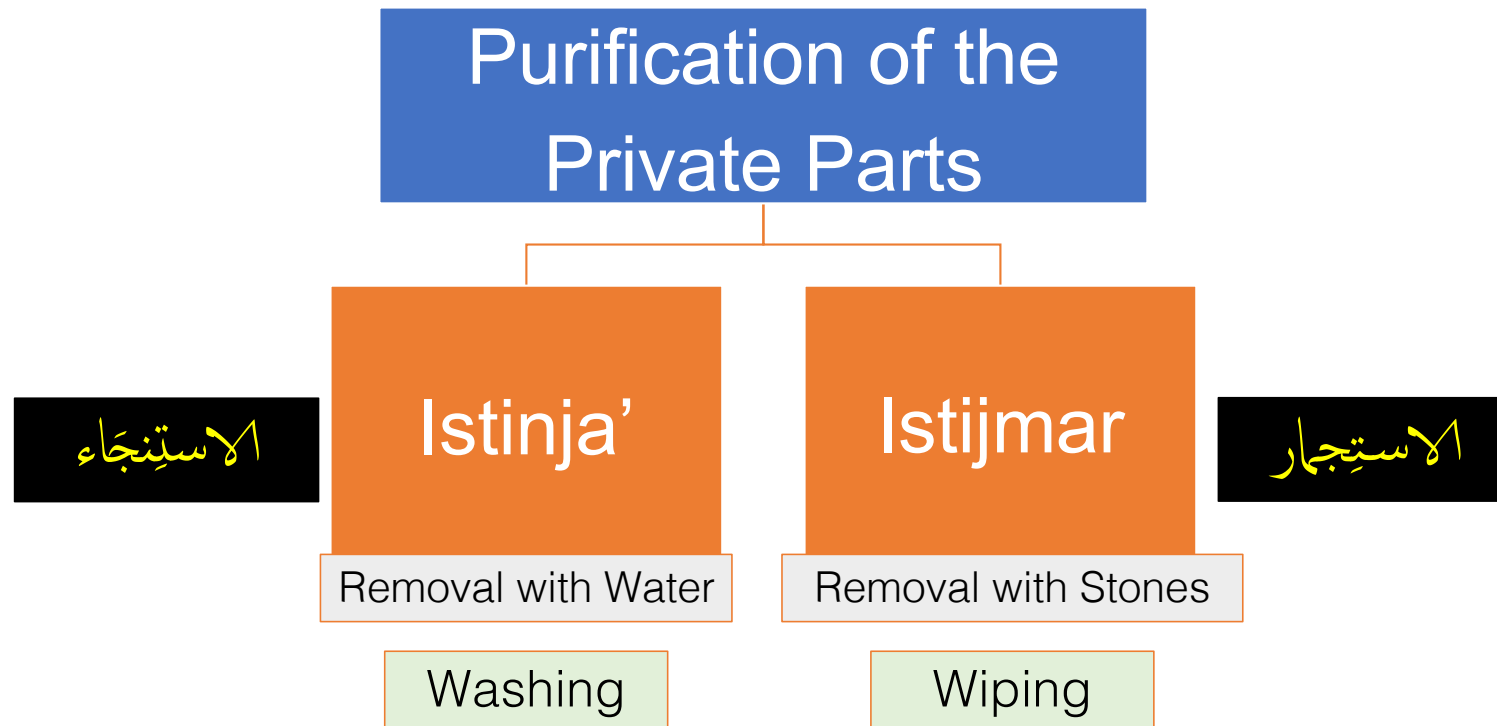 Purification of the
Private Parts
Istinja’
Istijmar
الاستِنجَاء
الاستِجمار
Removal with Water
Removal with Stones
Washing
Wiping